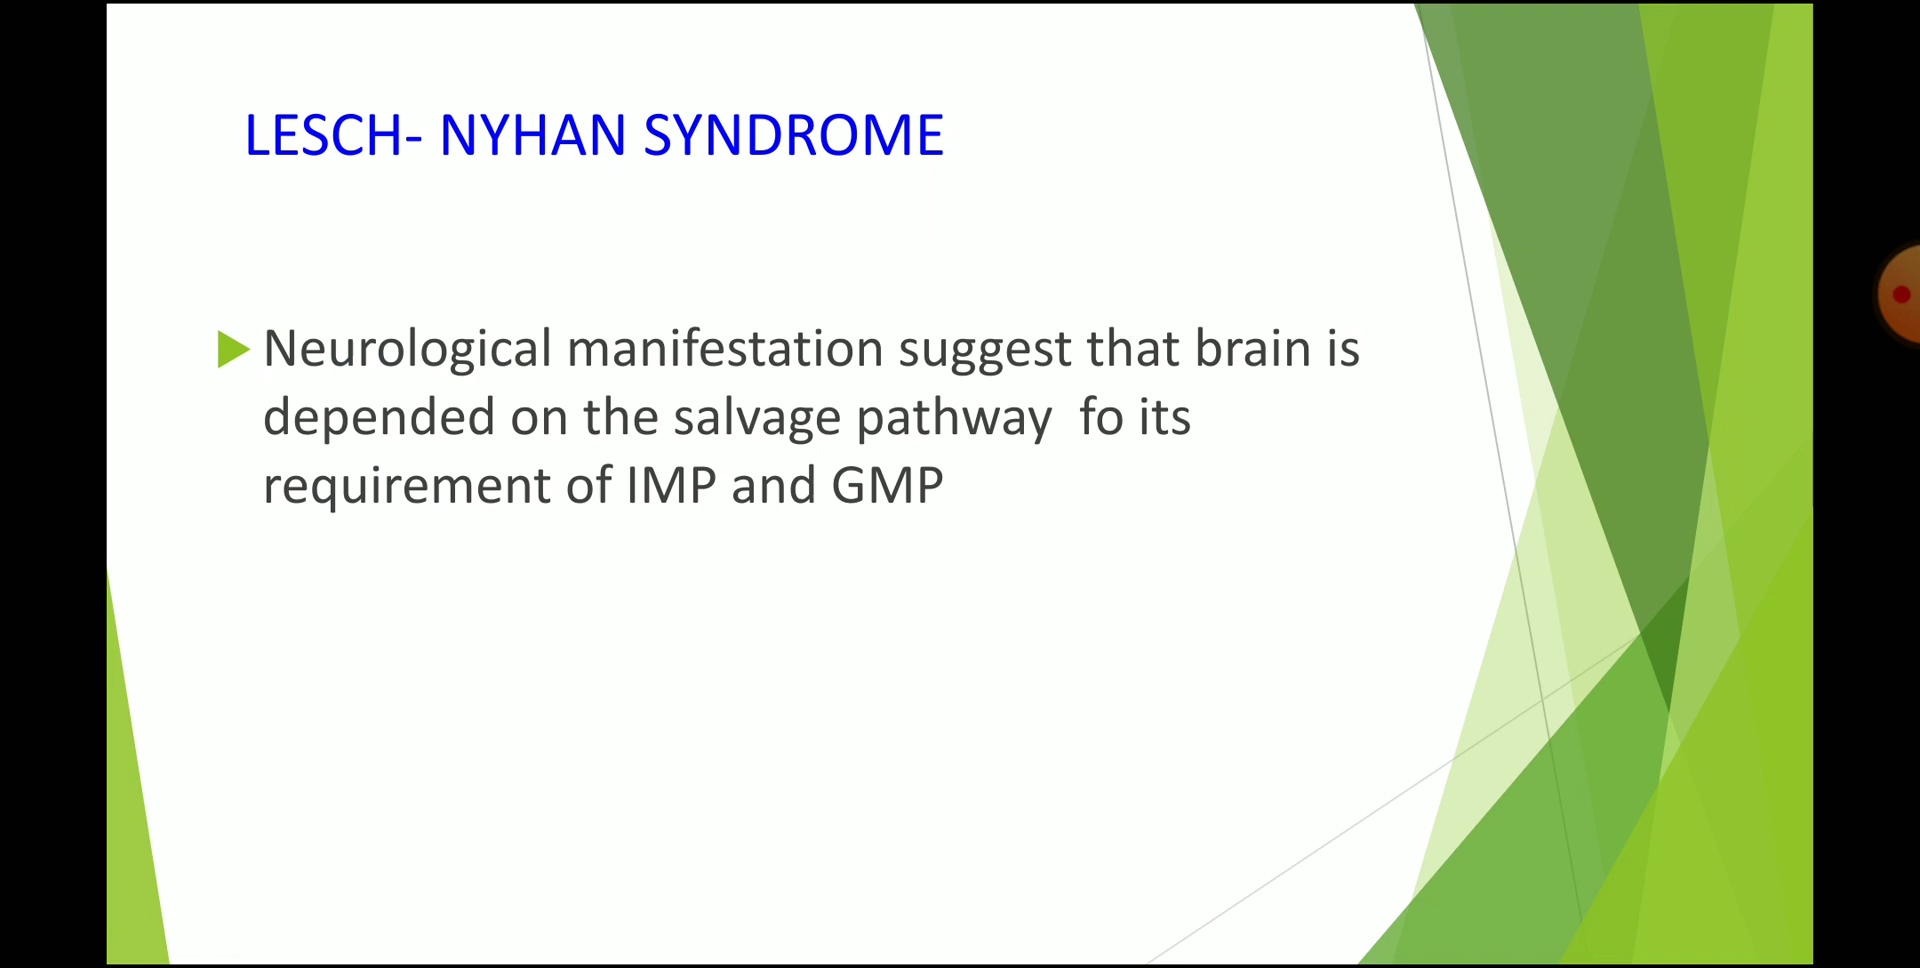 LESCH- NYHAN SYNDROME
Neurological manifestation suggest that brain is
depended on the salvage pathway  fo its
requirement of IMP and GMP